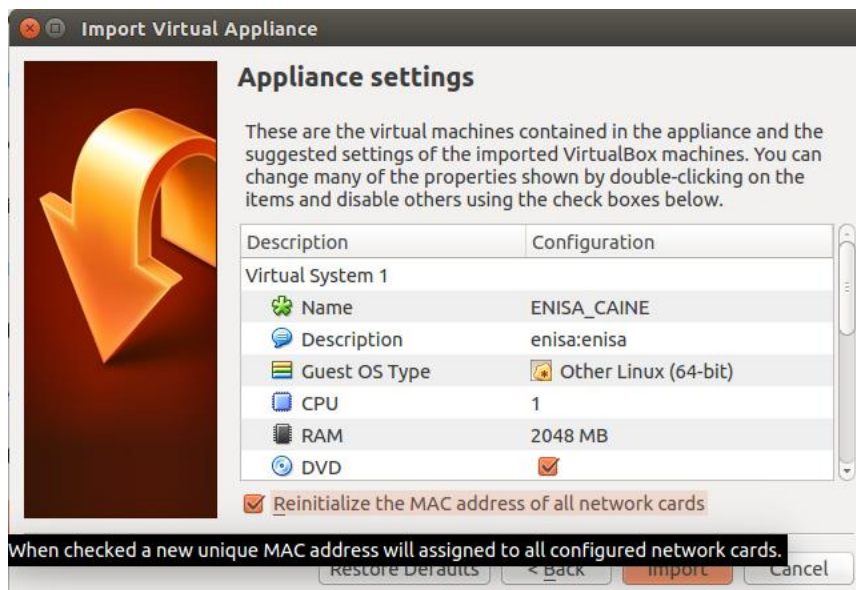 Import Virtual Appliance
Appliance settings
These are the virtual machines contained in the appliance and the
suggested settings of the imported VirtualBox machines. You can
change many of the properties shown by double-clicking on the
items and disable others using the check boxes below.
Description Configuration
Virtual System 1
Name ENISA_CAINE
Description enisa:enisa
Guest OS Type Other Linux (64-bit)
CPU 1
RAM 2048 MB
DVD
Reinitialize the MAC address of all network cards
When checked a new unique MAC address will assigned to all configured network cards.
Restore Defaults < Back Import Cancel